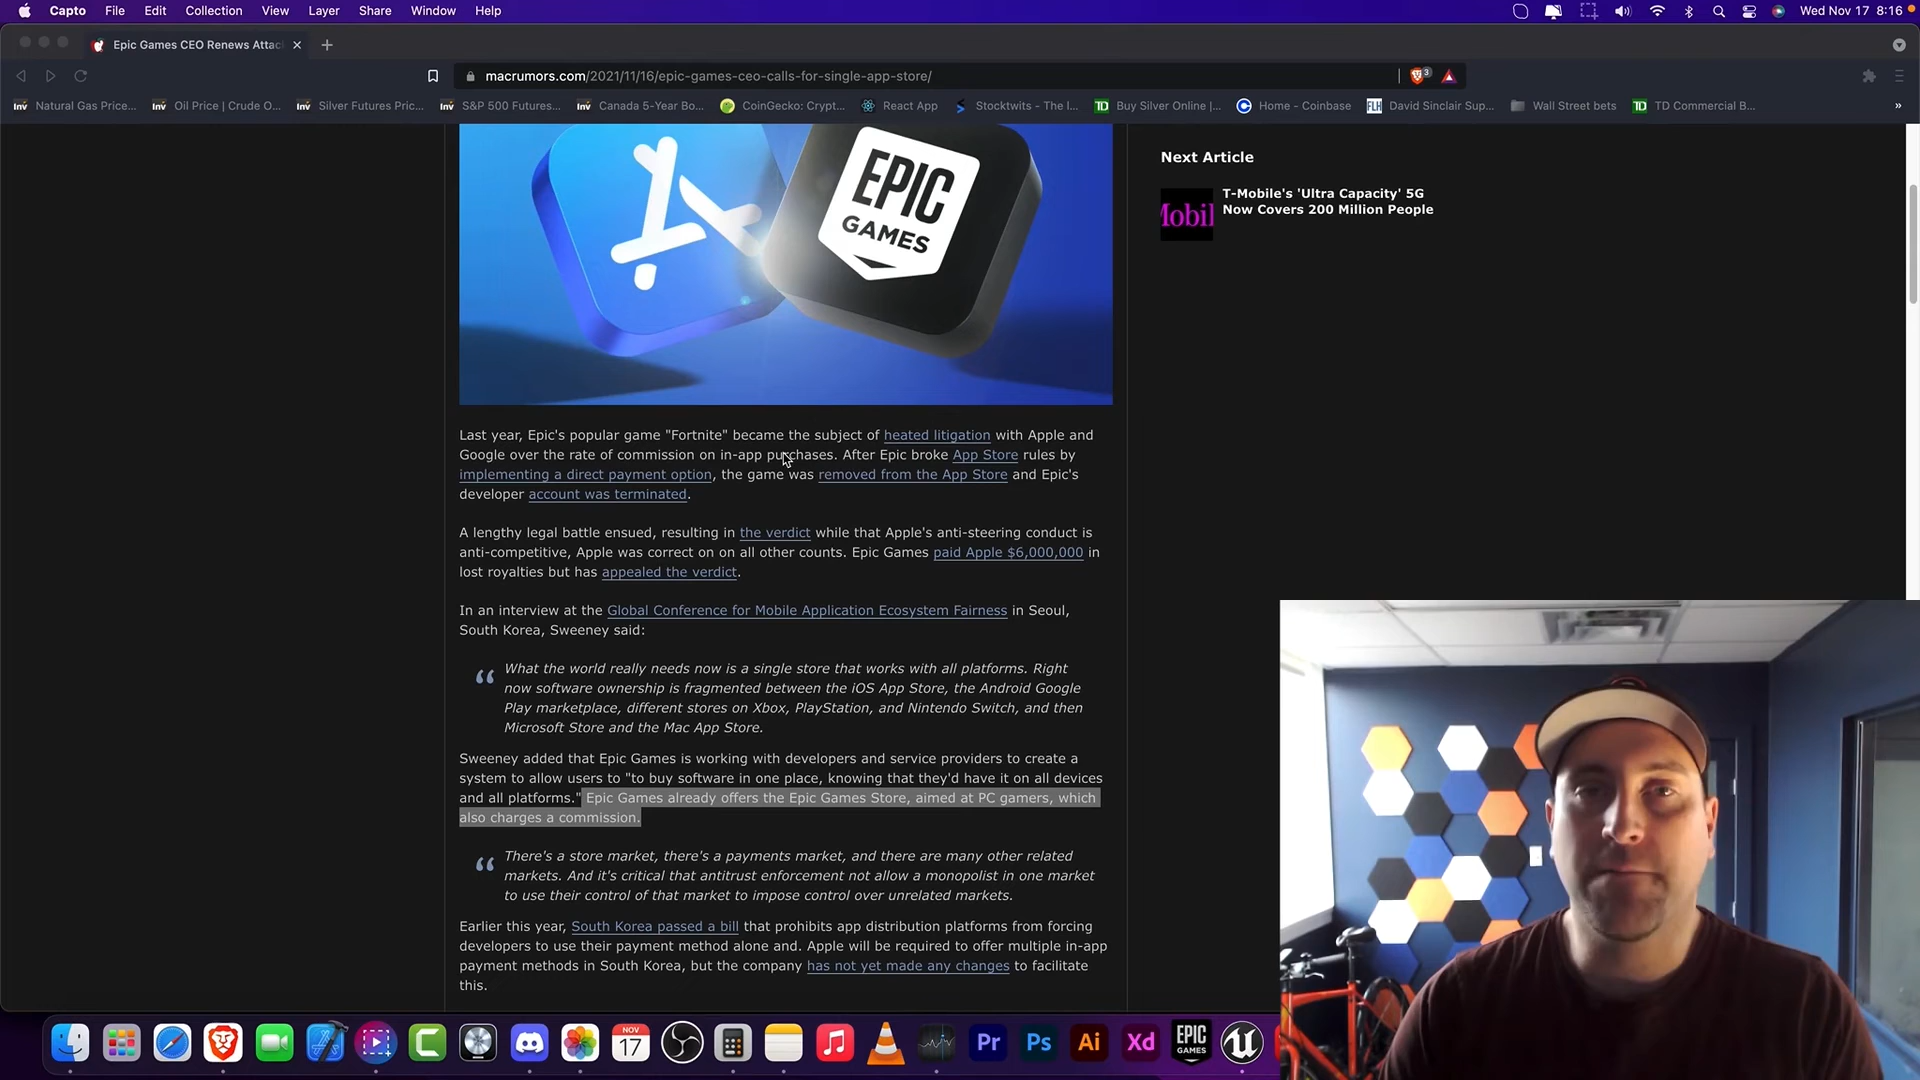 Capto File Edit Collection View Layer Share Window Help Wed Nov 17 8:16
Epic Games CEO Renews Attac
macrumors.com/2021/11/16/epic-games-ceo-calls-for-single-app-store/
3
Inv Natural Gas Price... Inv Oil Price | Crude O... Inv Silver Futures Pric... Inv S&P 500 Futures... Inv Canada 5-Year Bo... CoinGecko: Crypt... React App Stocktwits - The I... TD Buy Silver Online |... Home - Coinbase FLH David Sinclair Sup... Wall Street bets TD TD Commercial B... »
EPIC
GAMES
Next Article
Mobil
T-Mobile's 'Ultra Capacity' 5G
Now Covers 200 Million People
Last year, Epic's popular game "Fortnite" became the subject of heated litigation with Apple and
Google over the rate of commission on in-app purchases. After Epic broke App Store rules by
implementing a direct payment option, the game was removed from the App Store and Epic's
developer account was terminated.
A lengthy legal battle ensued, resulting in the verdict while that Apple's anti-steering conduct is
anti-competitive, Apple was correct on on all other counts. Epic Games paid Apple $6,000,000 in
lost royalties but has appealed the verdict.
In an interview at the Global Conference for Mobile Application Ecosystem Fairness in Seoul,
South Korea, Sweeney said:
“ What the world really needs now is a single store that works with all platforms. Right
now software ownership is fragmented between the iOS App Store, the Android Google
Play marketplace, different stores on Xbox, PlayStation, and Nintendo Switch, and then
Microsoft Store and the Mac App Store.
Sweeney added that Epic Games is working with developers and service providers to create a
system to allow users to "to buy software in one place, knowing that they'd have it on all devices
and all platforms." Epic Games already offers the Epic Games Store, aimed at PC gamers, which
also charges a commission.
“ There's a store market, there's a payments market, and there are many other related
markets. And it's critical that antitrust enforcement not allow a monopolist in one market
to use their control of that market to impose control over unrelated markets.
Earlier this year, South Korea passed a bill that prohibits app distribution platforms from forcing
developers to use their payment method alone and. Apple will be required to offer multiple in-app
payment methods in South Korea, but the company has not yet made any changes to facilitate
this.
NOV
17
Pr Ps Ai Xd
EPIC
GAMES